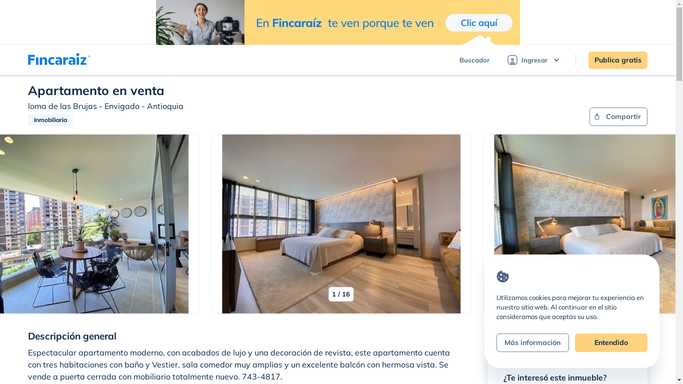 En Fincaraíz te ven porque te ven
Clic aquí
Fincaraiz
Buscador
Ingresar
Publica gratis
Apartamento en venta
loma de las Brujas - Envigado - Antioquia
Inmobiliaria
Compartir
1 / 16
Utilizamos cookies para mejorar tu experiencia en
nuestro sitio web. Al continuar en el sitio
consideramos que aceptas su uso.
Más información
Entendido
Descripción general
Espectacular apartamento moderno, con acabados de lujo y una decoración de revista, este apartamento cuenta
con tres habitaciones con baño y Vestier, sala comedor muy amplias y un excelente balcón con hermosa vista. Se
vende a puerta cerrada con mobiliario totalmente nuevo. 743-4817.
¿Te interesó este inmueble?